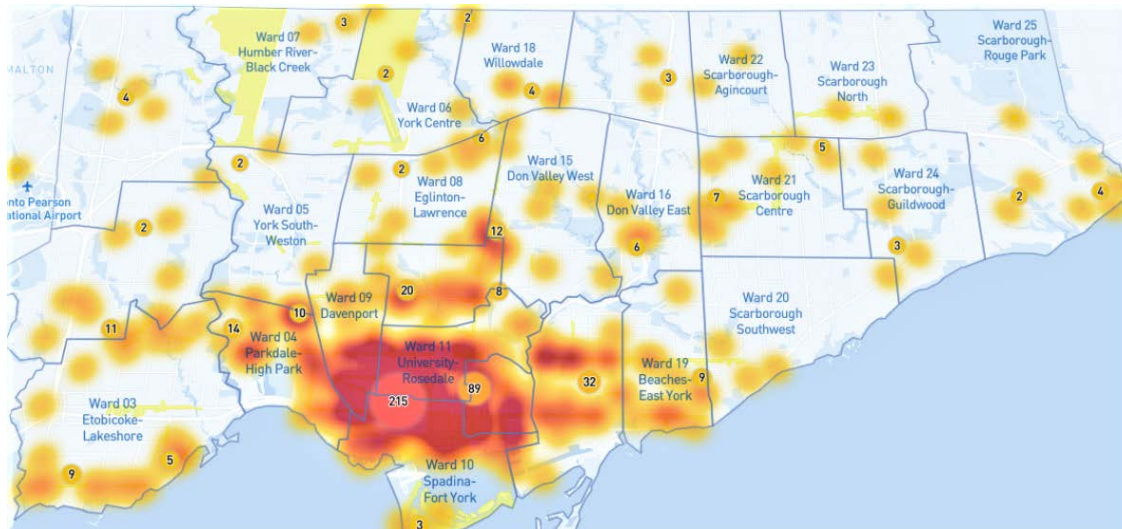 3
2
Ward 07
Humber River-
Black Creek
Ward 18
Willowdale
Ward 22
Scarborough-
Agincourt
Ward 23
Scarborough
North
Ward 25
Scarborough-
Rouge Park
MALTON
4
2
4
3
Ward 06
York Centre
6
5
2
2
Ward 08
Eglinton-
Lawrence
Ward 15
Don Valley West
Ward 16
Don Valley East
7
Ward 21
Scarborough
Centre
Ward 24
Scarborough-
Guildwood
2
4
onto Pearson
national Airport
2
Ward 05
York South-
Weston
12
6
3
20
8
Ward 09
Davenport
Ward 20
Scarborough
Southwest
11
14
10
Ward 04
Parkdale-
High Park
Ward 11
University-
Rosedale
215
89
32
Ward 19
Beaches-
East York
9
Ward 03
Etobicoke-
Lakeshore
9
5
Ward 10
Spadina-
Fort York
3